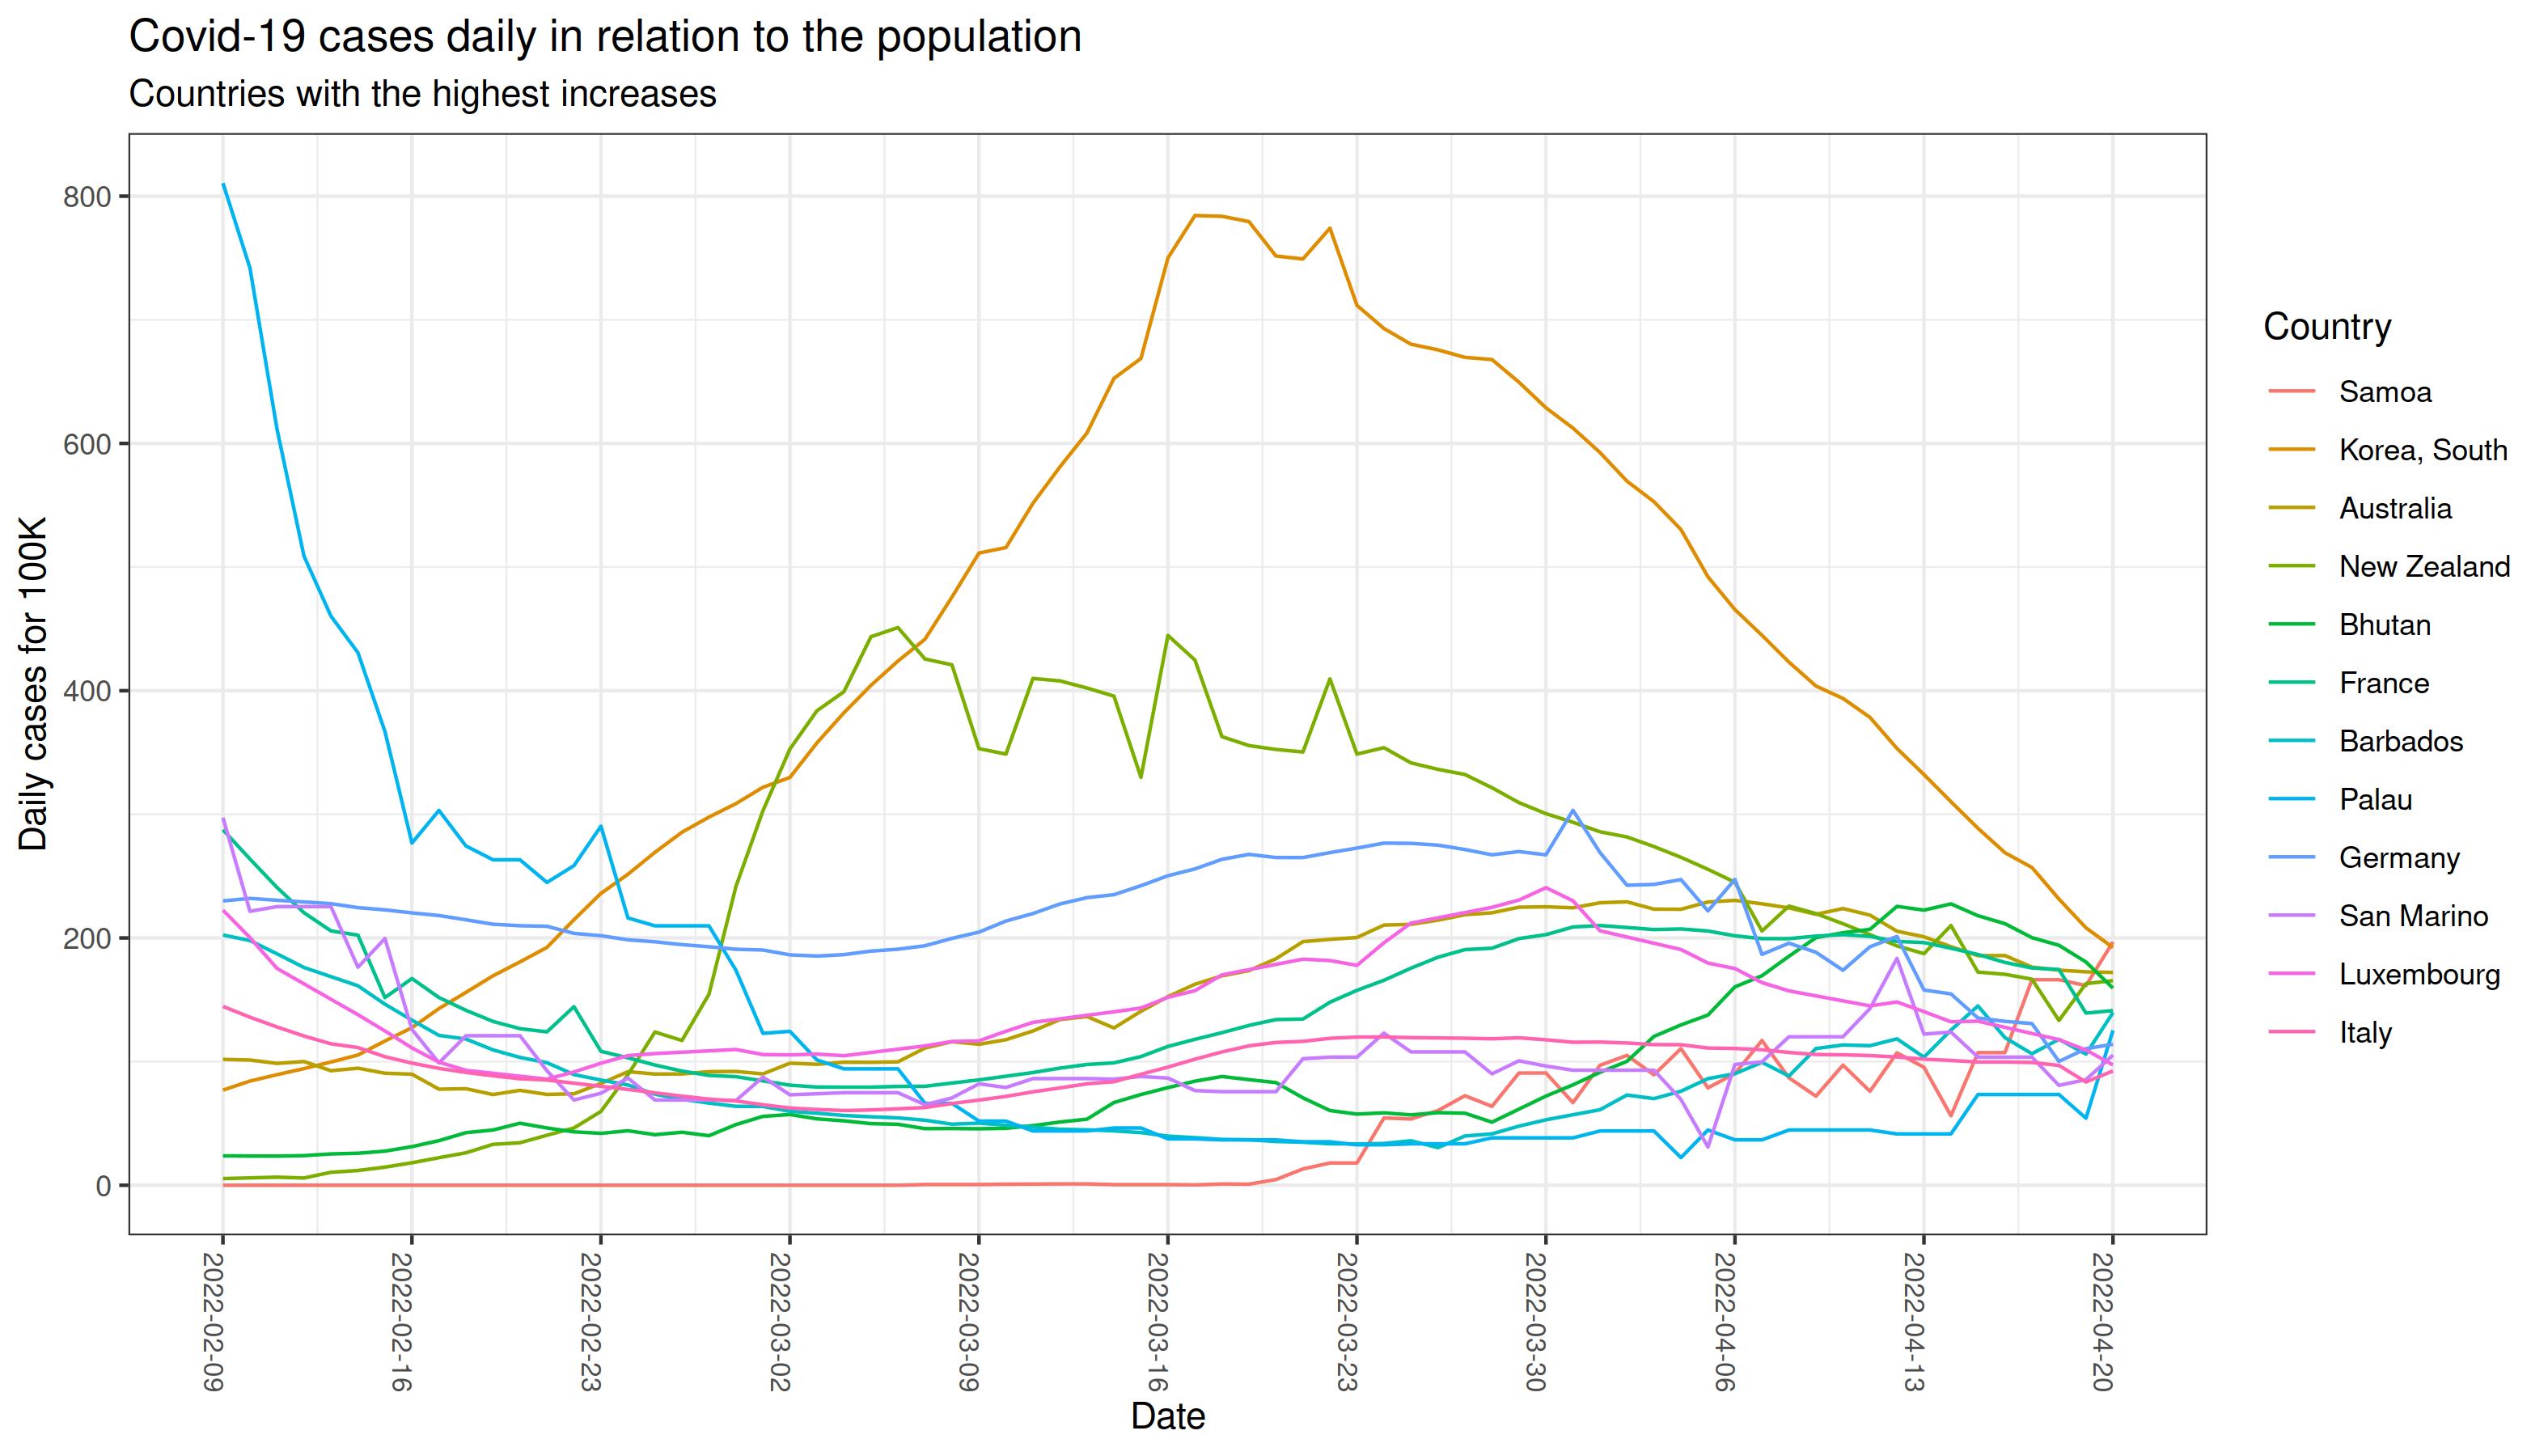 Covid-19 cases daily in relation to the population
Countries with the highest increases
Daily cases for 100K
800
600
400
200
0
2022-02-09
2022-02-16
2022-02-23
2022-03-02
2022-03-09
2022-03-16
2022-03-23
2022-03-30
2022-04-06
2022-04-13
2022-04-20
Date
Country
Samoa
Korea, South
Australia
New Zealand
Bhutan
France
Barbados
Palau
Germany
San Marino
Luxembourg
Italy